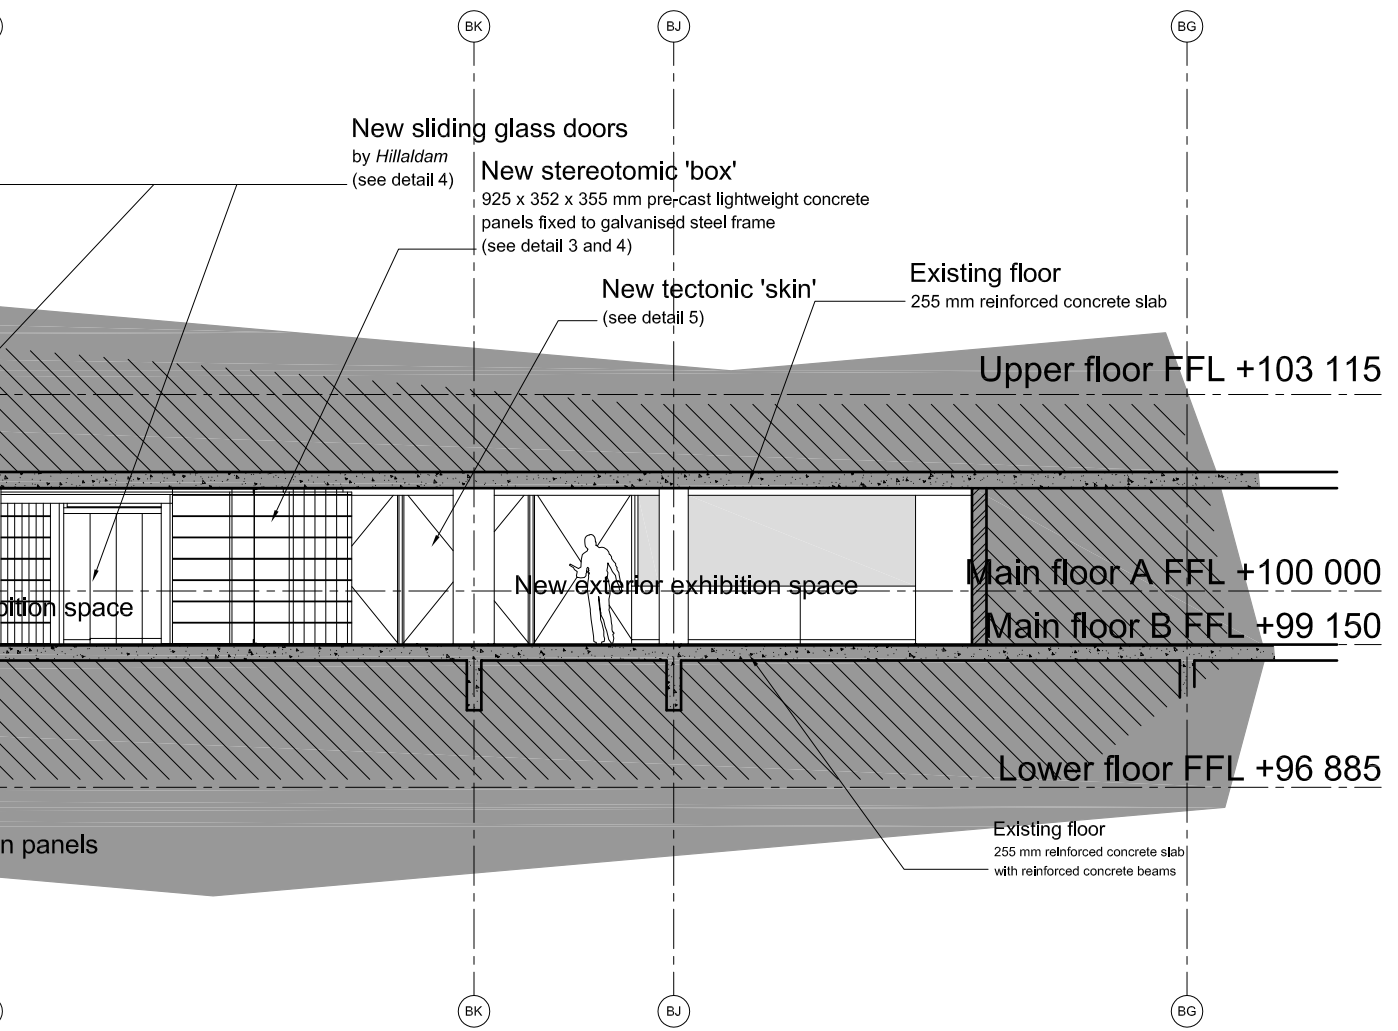 BK
BJ
BG
New sliding glass doors
by Hillaldam
(see detail 4)
New stereotomic 'box'
925 x 352 x 355 mm pre-cast lightweight concrete
panels fixed to galvanised steel frame
(see detail 3 and 4)
New tectonic 'skin'
(see detail 5)
Existing floor
255 mm reinforced concrete slab
Upper floor FFL +103 115
Main floor A FFL +100 000
New exterior exhibition space
bition space
Main floor B FFL +99 150
Lower floor FFL +96 885
Existing floor
255 mm reinforced concrete slab
with reinforced concrete beams
n panels
BK
BJ
BG